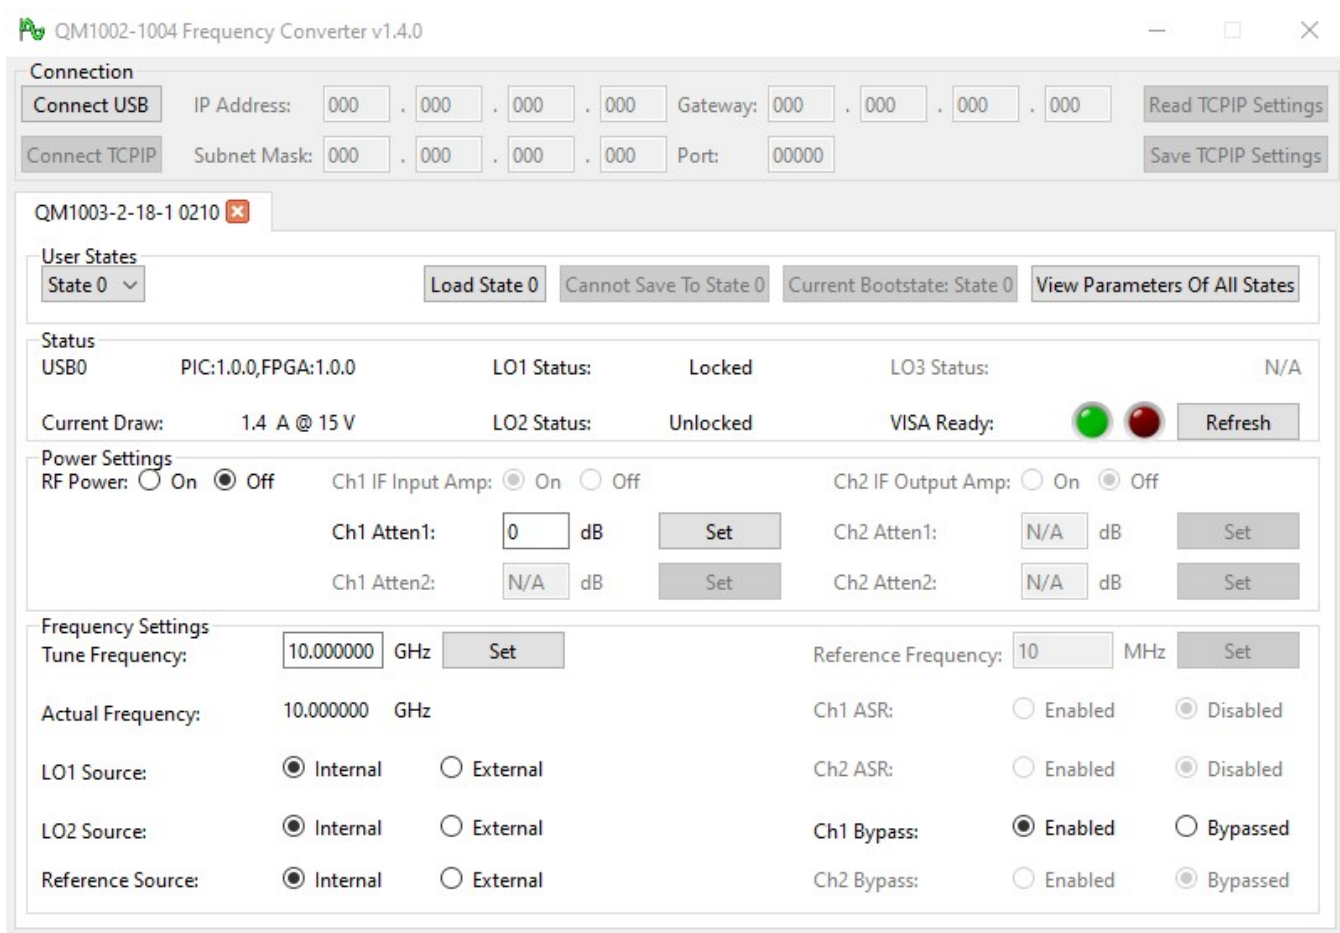 QM1002-1004 Frequency Converter v1.4.0
Connection
Connect USB IP Address: 000 . 000 . 000 . 000 Gateway: 000 . 000 . 000 . 000 Read TCPIP Settings
Connect TCPIP Subnet Mask: 000 . 000 . 000 . 000 Port: 00000 Save TCPIP Settings
QM1003-2-18-1 0210
User States
State 0 Load State 0 Cannot Save To State 0 Current Bootstate: State 0 View Parameters Of All States
Status
USB0 PIC:1.0.0,FPGA:1.0.0 LO1 Status: Locked LO3 Status: N/A
Current Draw: 1.4 A @ 15 V LO2 Status: Unlocked VISA Ready: Refresh
Power Settings
RF Power: On Off Ch1 IF Input Amp: On Off Ch2 IF Output Amp: On Off
Ch1 Atten1: 0 dB Set Ch2 Atten1: N/A dB Set
Ch1 Atten2: N/A dB Set Ch2 Atten2: N/A dB Set
Frequency Settings
Tune Frequency: 10.000000 GHz Set Reference Frequency: 10 MHz Set
Actual Frequency: 10.000000 GHz Ch1 ASR: Enabled Disabled
LO1 Source: Internal External Ch2 ASR: Enabled Disabled
LO2 Source: Internal External Ch1 Bypass: Enabled Bypassed
Reference Source: Internal External Ch2 Bypass: Enabled Bypassed